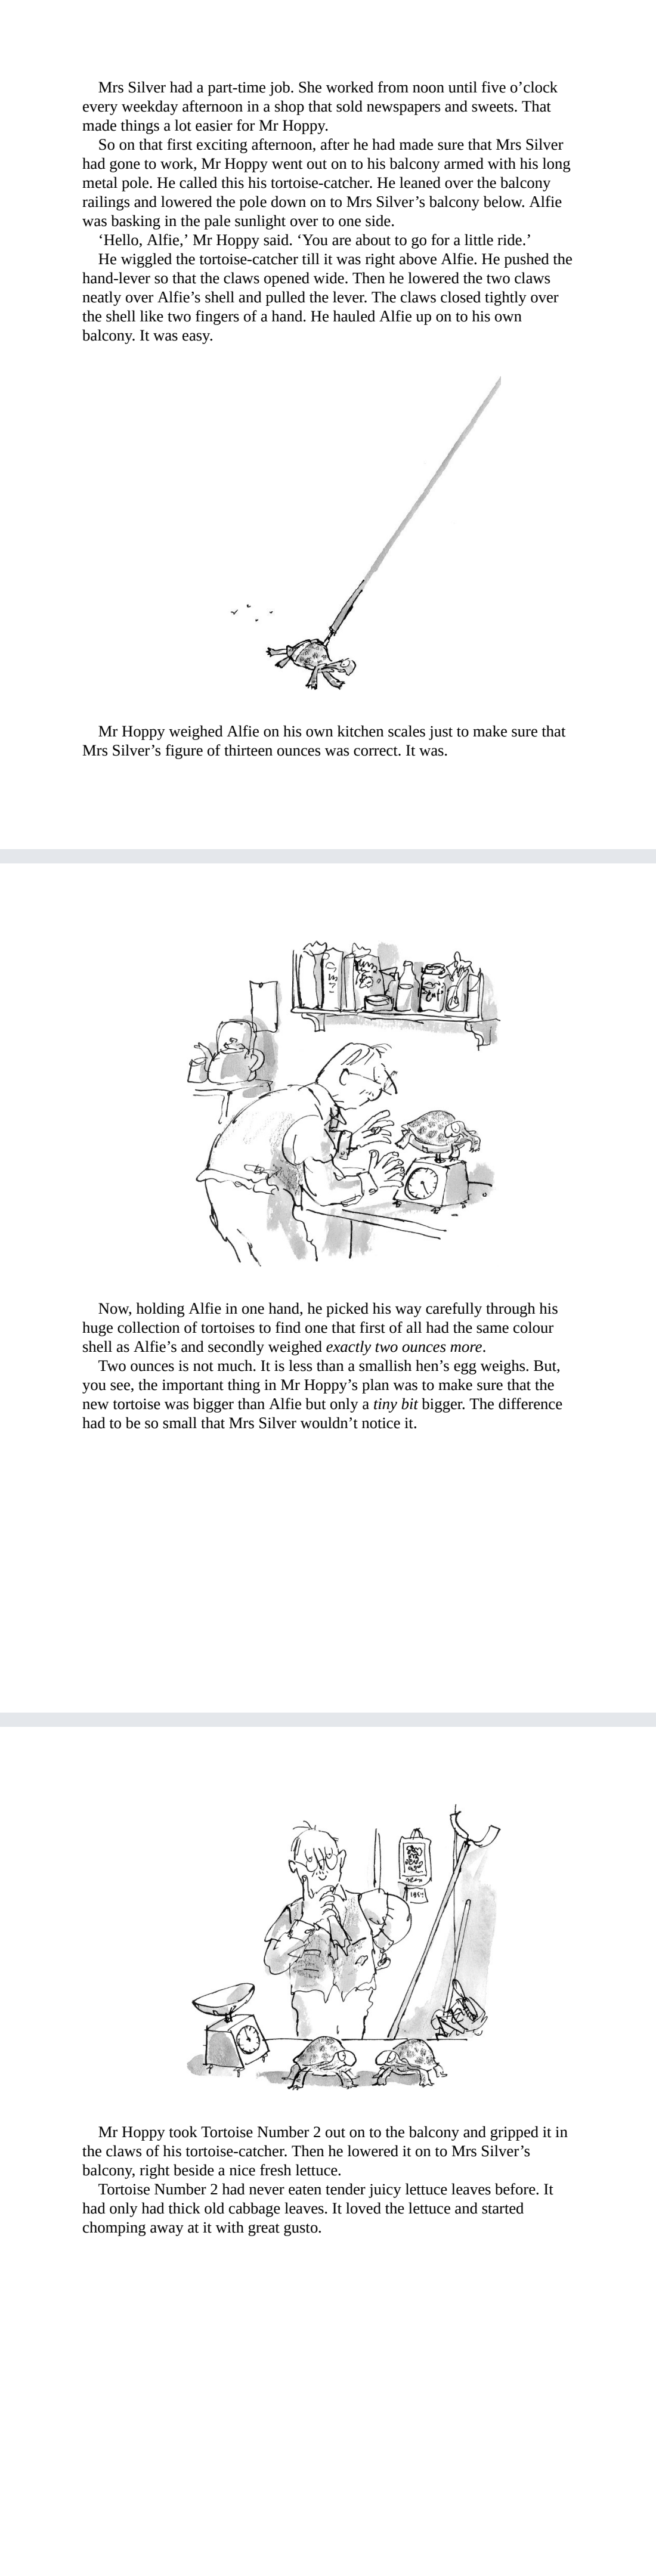 Mrs Silver had a part-time job. She worked from noon until five o’clock
every weekday afternoon in a shop that sold newspapers and sweets. That
made things a lot easier for Mr Hoppy.
So on that first exciting afternoon, after he had made sure that Mrs Silver
had gone to work, Mr Hoppy went out on to his balcony armed with his long
metal pole. He called this his tortoise-catcher. He leaned over the balcony
railings and lowered the pole down on to Mrs Silver’s balcony below. Alfie
was basking in the pale sunlight over to one side.
‘Hello, Alfie,’ Mr Hoppy said. ‘You are about to go for a little ride.’
He wiggled the tortoise-catcher till it was right above Alfie. He pushed the
hand-lever so that the claws opened wide. Then he lowered the two claws
neatly over Alfie’s shell and pulled the lever. The claws closed tightly over
the shell like two fingers of a hand. He hauled Alfie up on to his own
balcony. It was easy.
Mr Hoppy weighed Alfie on his own kitchen scales just to make sure that
Mrs Silver’s figure of thirteen ounces was correct. It was.
Now, holding Alfie in one hand, he picked his way carefully through his
huge collection of tortoises to find one that first of all had the same colour
shell as Alfie’s and secondly weighed exactly two ounces more.
Two ounces is not much. It is less than a smallish hen’s egg weighs. But,
you see, the important thing in Mr Hoppy’s plan was to make sure that the
new tortoise was bigger than Alfie but only a tiny bit bigger. The difference
had to be so small that Mrs Silver wouldn’t notice it.
Mr Hoppy took Tortoise Number 2 out on to the balcony and gripped it in
the claws of his tortoise-catcher. Then he lowered it on to Mrs Silver’s
balcony, right beside a nice fresh lettuce.
Tortoise Number 2 had never eaten tender juicy lettuce leaves before. It
had only had thick old cabbage leaves. It loved the lettuce and started
chomping away at it with great gusto.